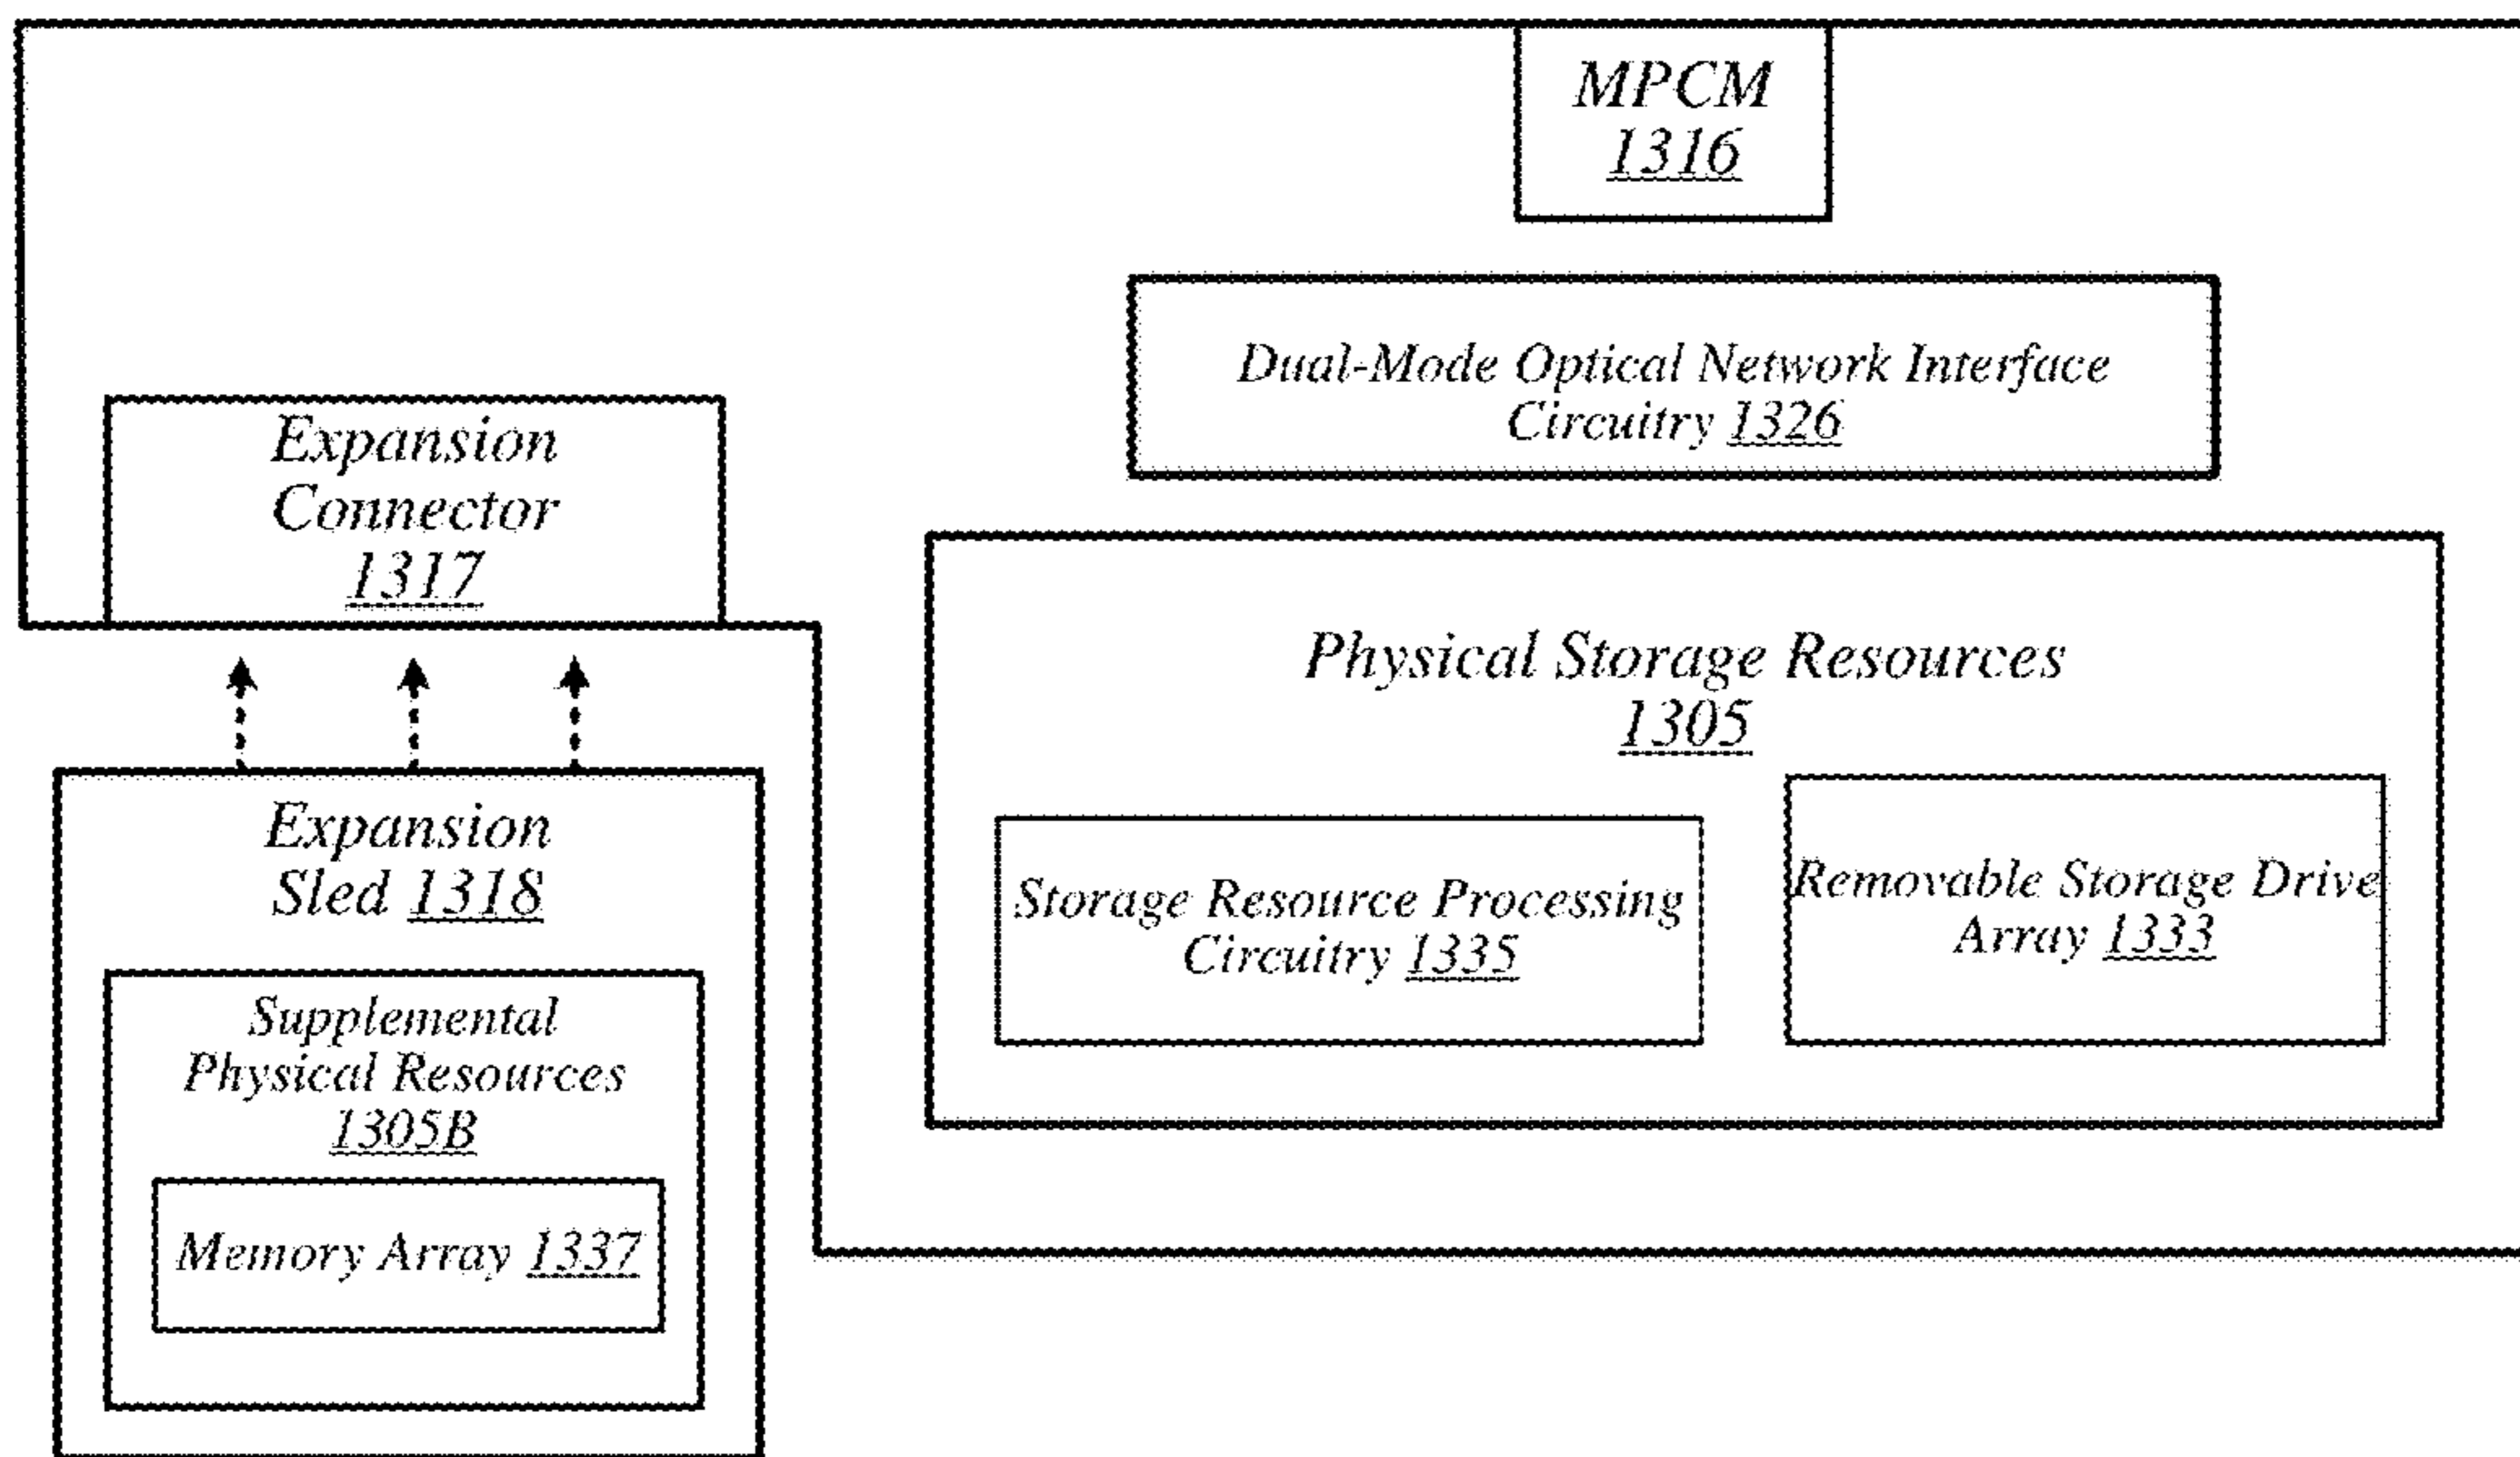 MPCM
1316
Dual-Mode Optical Network Interface
Circuitry 1326
Expansion
Connector
1317
Physical Storage Resources
1305
Storage Resource Processing
Circuitry 1335
Removable Storage Drive
Array 1333
Expansion
Sled 1318
Supplemental
Physical Resources
1305B
Memory Array 1337